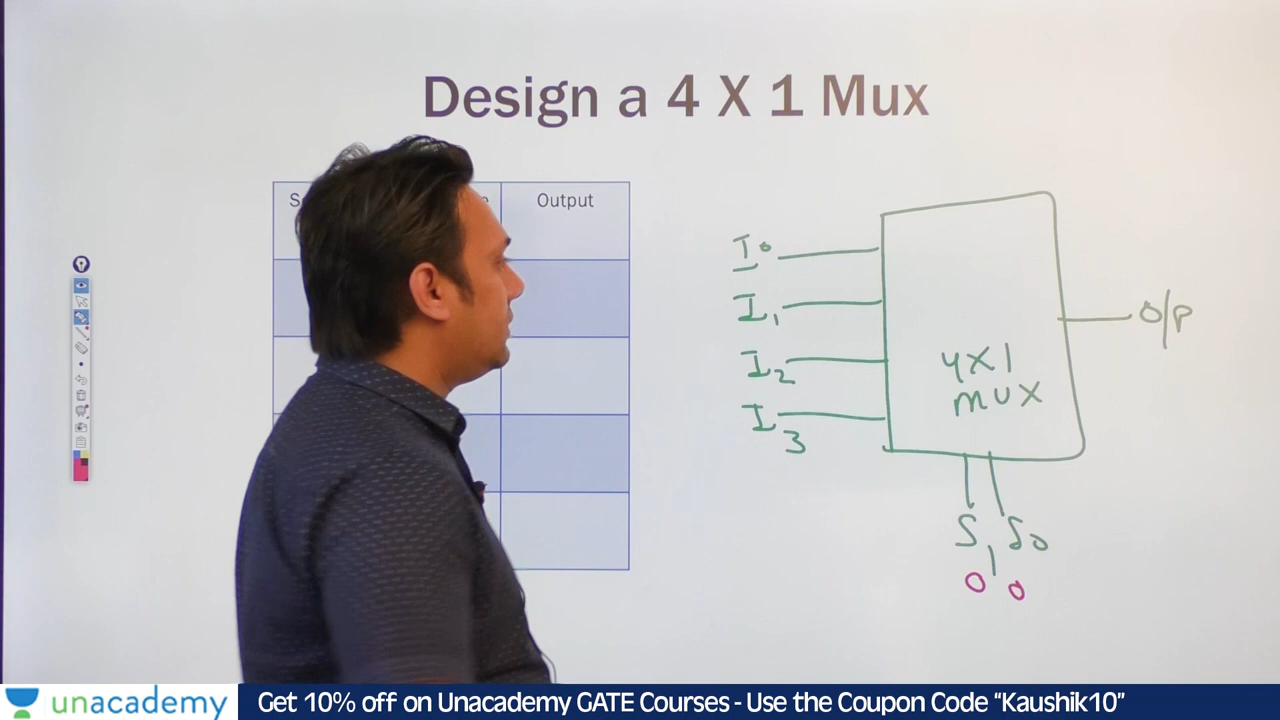 Design a 4 X 1 Mux
Output
I0
I1
I2
I3
4X1
MUX
O/P
S1 S0
0 0
unacademy
Get 10% off on Unacademy GATE Courses - Use the Coupon Code “Kaushik10”